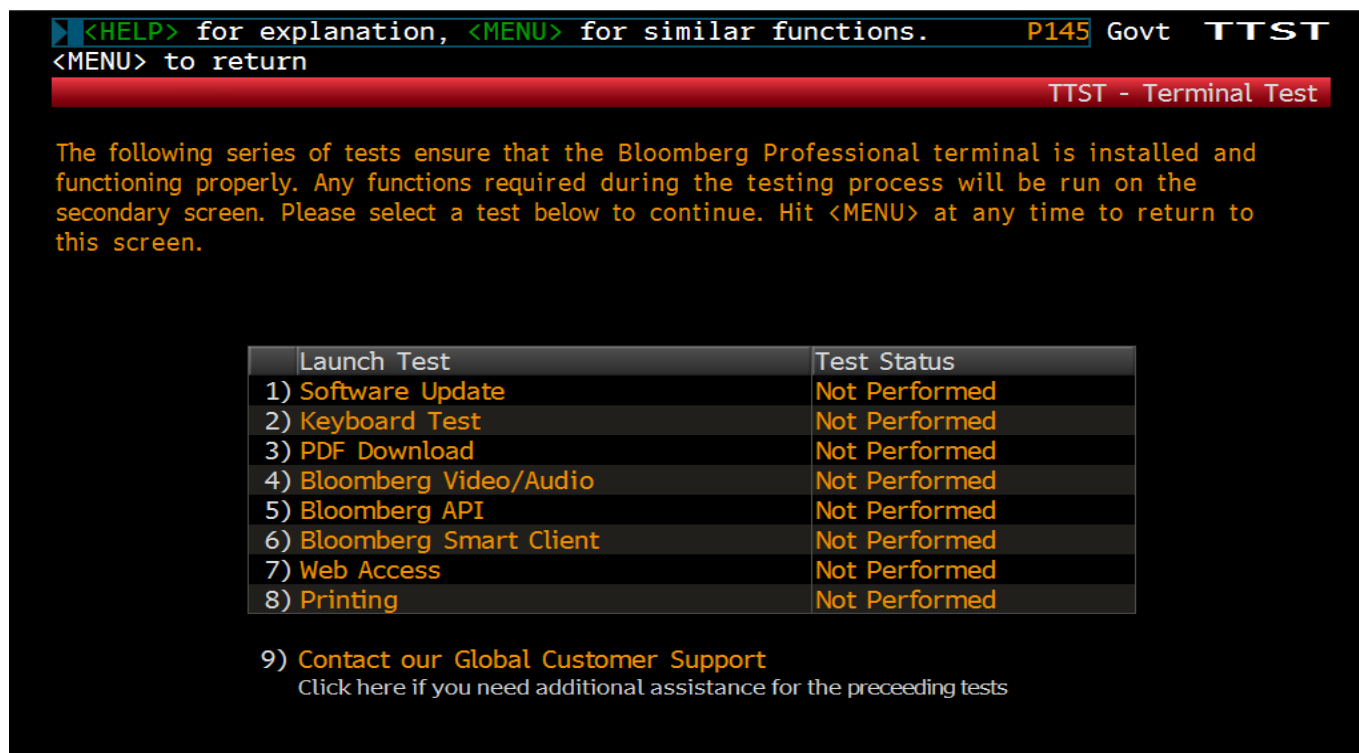 <HELP> for explanation, <MENU> for similar functions. P145 Govt TTST
<MENU> to return
TTST - Terminal Test
The following series of tests ensure that the Bloomberg Professional terminal is installed and
functioning properly. Any functions required during the testing process will be run on the
secondary screen. Please select a test below to continue. Hit <MENU> at any time to return to
this screen.
Launch Test Test Status
1) Software Update Not Performed
2) Keyboard Test Not Performed
3) PDF Download Not Performed
4) Bloomberg Video/Audio Not Performed
5) Bloomberg API Not Performed
6) Bloomberg Smart Client Not Performed
7) Web Access Not Performed
8) Printing Not Performed
9) Contact our Global Customer Support
Click here if you need additional assistance for the preceeding tests